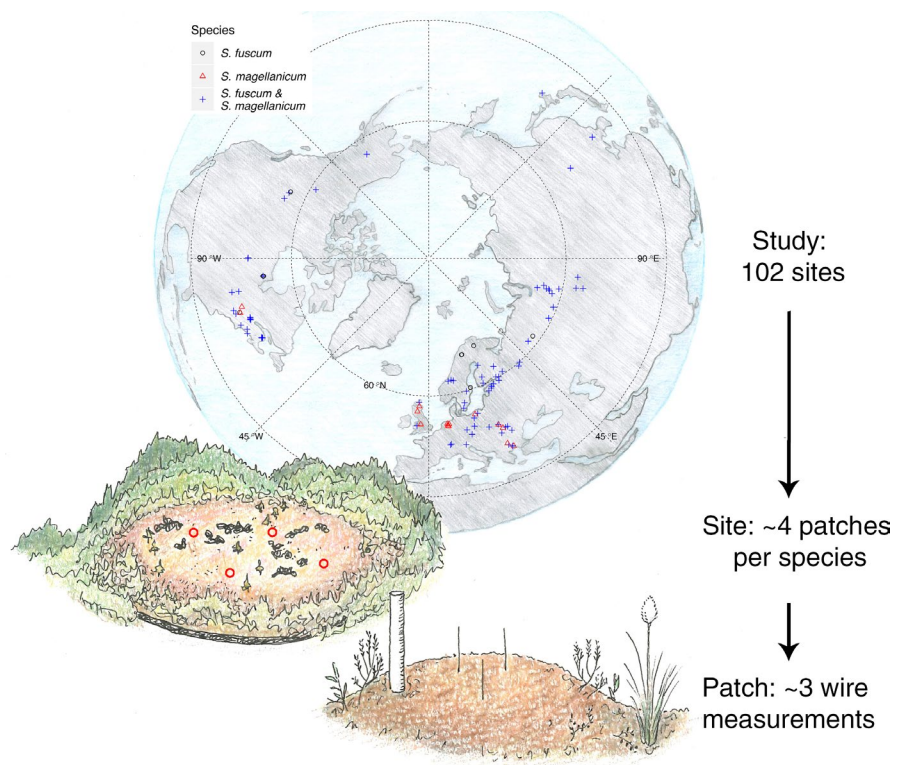 Species
S. fuscum
S. magellanicum
S. fuscum &
S. magellanicum
90 °W
90 °E
60 °N
45 °W
45 °E
Study:
102 sites
Site: ~4 patches
per species
Patch: ~3 wire
measurements